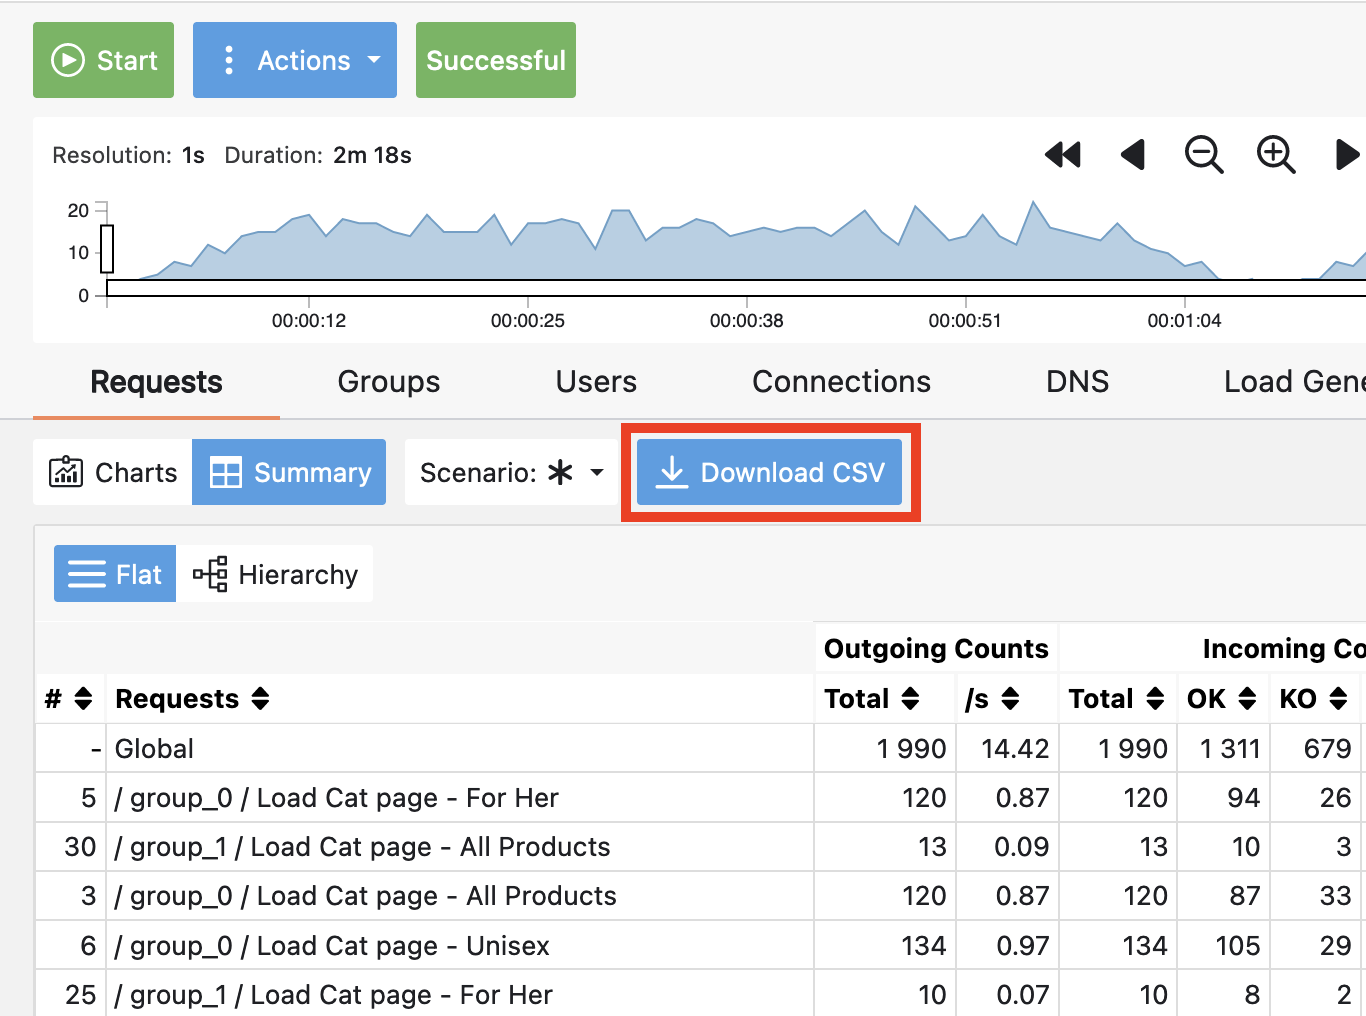 Start Actions Successful
Resolution: 1s Duration: 2m 18s
20
10
0
00:00:12 00:00:25 00:00:38 00:00:51 00:01:04
Requests Groups Users Connections DNS Load Gene
Charts Summary Scenario: * Download CSV
Flat Hierarchy
Outgoing Counts Incoming Co
# Requests Total /s Total OK KO
- Global 1 990 14.42 1 990 1 311 679
5 / group_0 / Load Cat page - For Her 120 0.87 120 94 26
30 / group_1 / Load Cat page - All Products 13 0.09 13 10 3
3 / group_0 / Load Cat page - All Products 120 0.87 120 87 33
6 / group_0 / Load Cat page - Unisex 134 0.97 134 105 29
25 / group_1 / Load Cat page - For Her 10 0.07 10 8 2